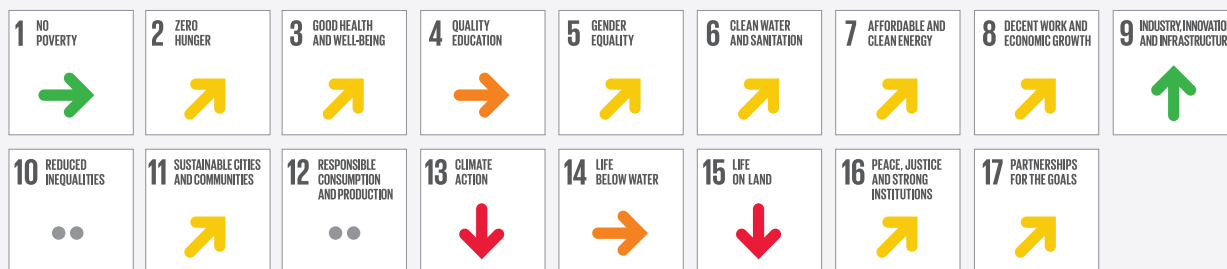 1 NO
POVERTY
2 ZERO
HUNGER
3 GOOD HEALTH
AND WELL-BEING
4 QUALITY
EDUCATION
5 GENDER
EQUALITY
6 CLEAN WATER
AND SANITATION
7 AFFORDABLE AND
CLEAN ENERGY
8 DECENT WORK AND
ECONOMIC GROWTH
9 INDUSTRY, INNOVATIO
AND INFRASTRUCTUR
10 REDUCED
INEQUALITIES
11 SUSTAINABLE CITIES
AND COMMUNITIES
12 RESPONSIBLE
CONSUMPTION
AND PRODUCTION
13 CLIMATE
ACTION
14 LIFE
BELOW WATER
15 LIFE
ON LAND
16 PEACE, JUSTICE
AND STRONG
INSTITUTIONS
17 PARTNERSHIPS
FOR THE GOALS